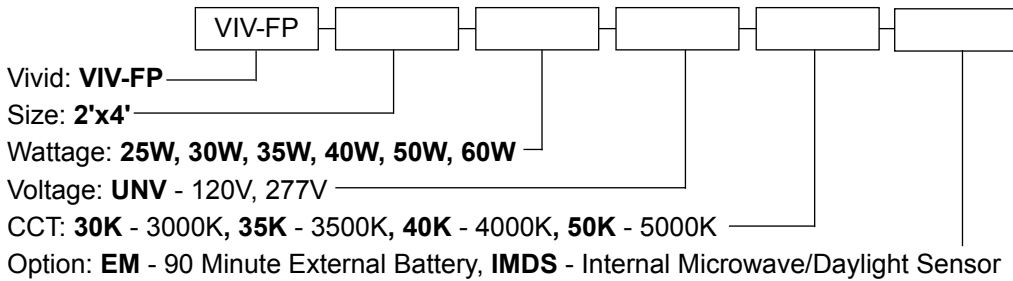 VIV-FP
Vivid: VIV-FP
Size: 2'x4'
Wattage: 25W, 30W, 35W, 40W, 50W, 60W
Voltage: UNV - 120V, 277V
CCT: 30K - 3000K, 35K - 3500K, 40K - 4000K, 50K - 5000K
Option: EM - 90 Minute External Battery, IMDS - Internal Microwave/Daylight Sensor